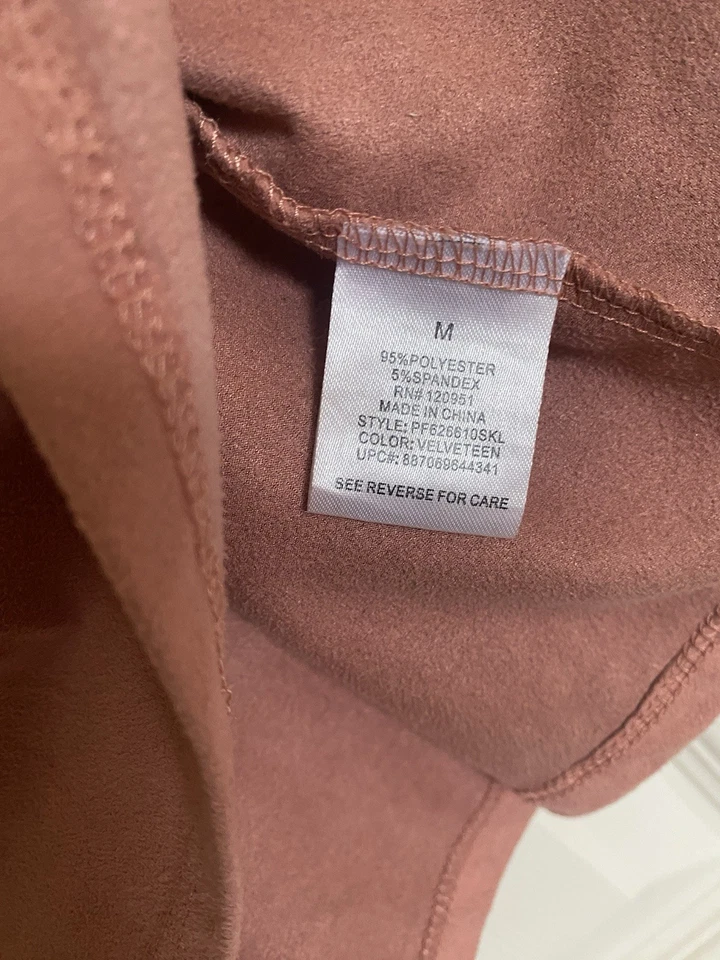 M
95%POLYESTER
5%SPANDEX
RN# 120951
MADE IN CHINA
STYLE: PF626610SKL
COLOR: VELVETEEN
UPC#: 887069644341
SEE REVERSE FOR CARE